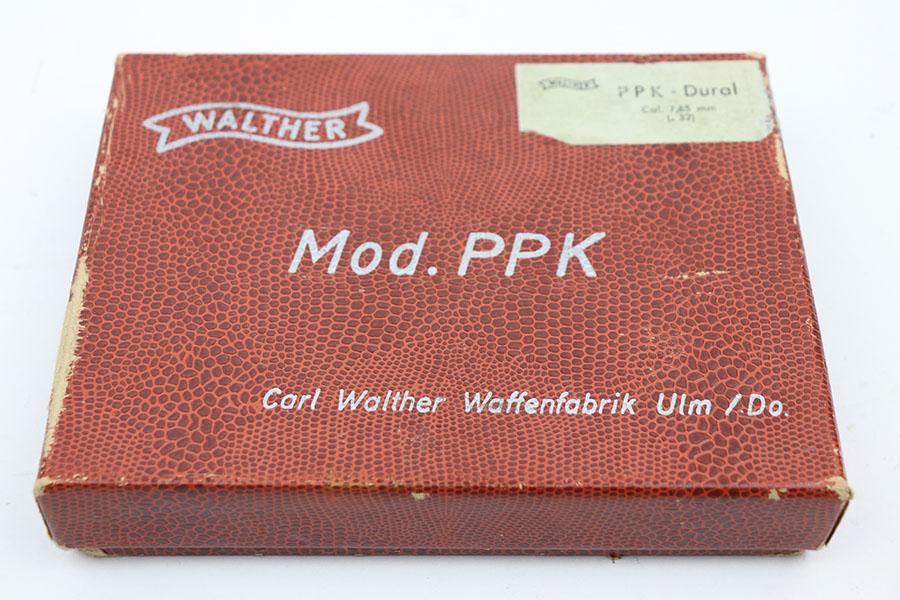 WALTHER
WALTHER PPK - Dural
Cal. 7,65 mm
(. 32)
Mod. PPK
Carl Walther Waffenfabrik Ulm /Do.